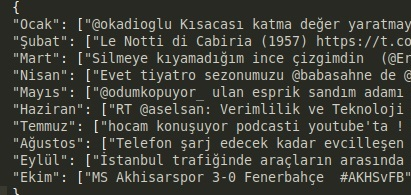 {
"Ocak": ["@okadioglu Kısacası katma değer yaratmay
"Şubat": ["Le Notti di Cabiria (1957) https://t.co
"Mart": ["Silmeye kıyamadığım ince çizgimdin  (@Er
"Nisan": ["Evet tiyatro sezonumuzu @babasahne de @
"Mayıs": ["@odumkopuyor_ ulan esprik sandım adamı
"Haziran": ["RT @aselsan: Verimlilik ve Teknoloji
"Temmuz": ["hocam konuşuyor podcasti youtube'ta !
"Ağustos": ["Telefon şarj edecek kadar evcilleşen
"Eylül": ["İstanbul trafiğinde araçların arasında
"Ekim": ["MS Akhisarspor 3-0 Fenerbahçe  #AKHSvFB"
}